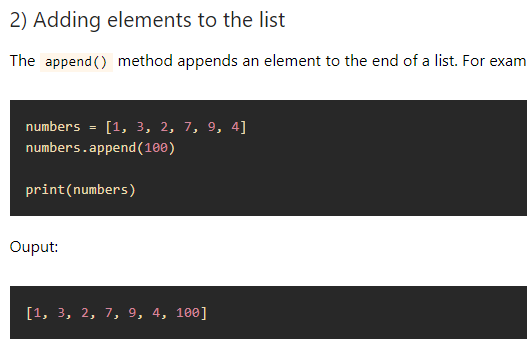 2) Adding elements to the list
The append() method appends an element to the end of a list. For exam
numbers = [1, 3, 2, 7, 9, 4]
numbers.append(100)
print(numbers)
Ouput:
[1, 3, 2, 7, 9, 4, 100]